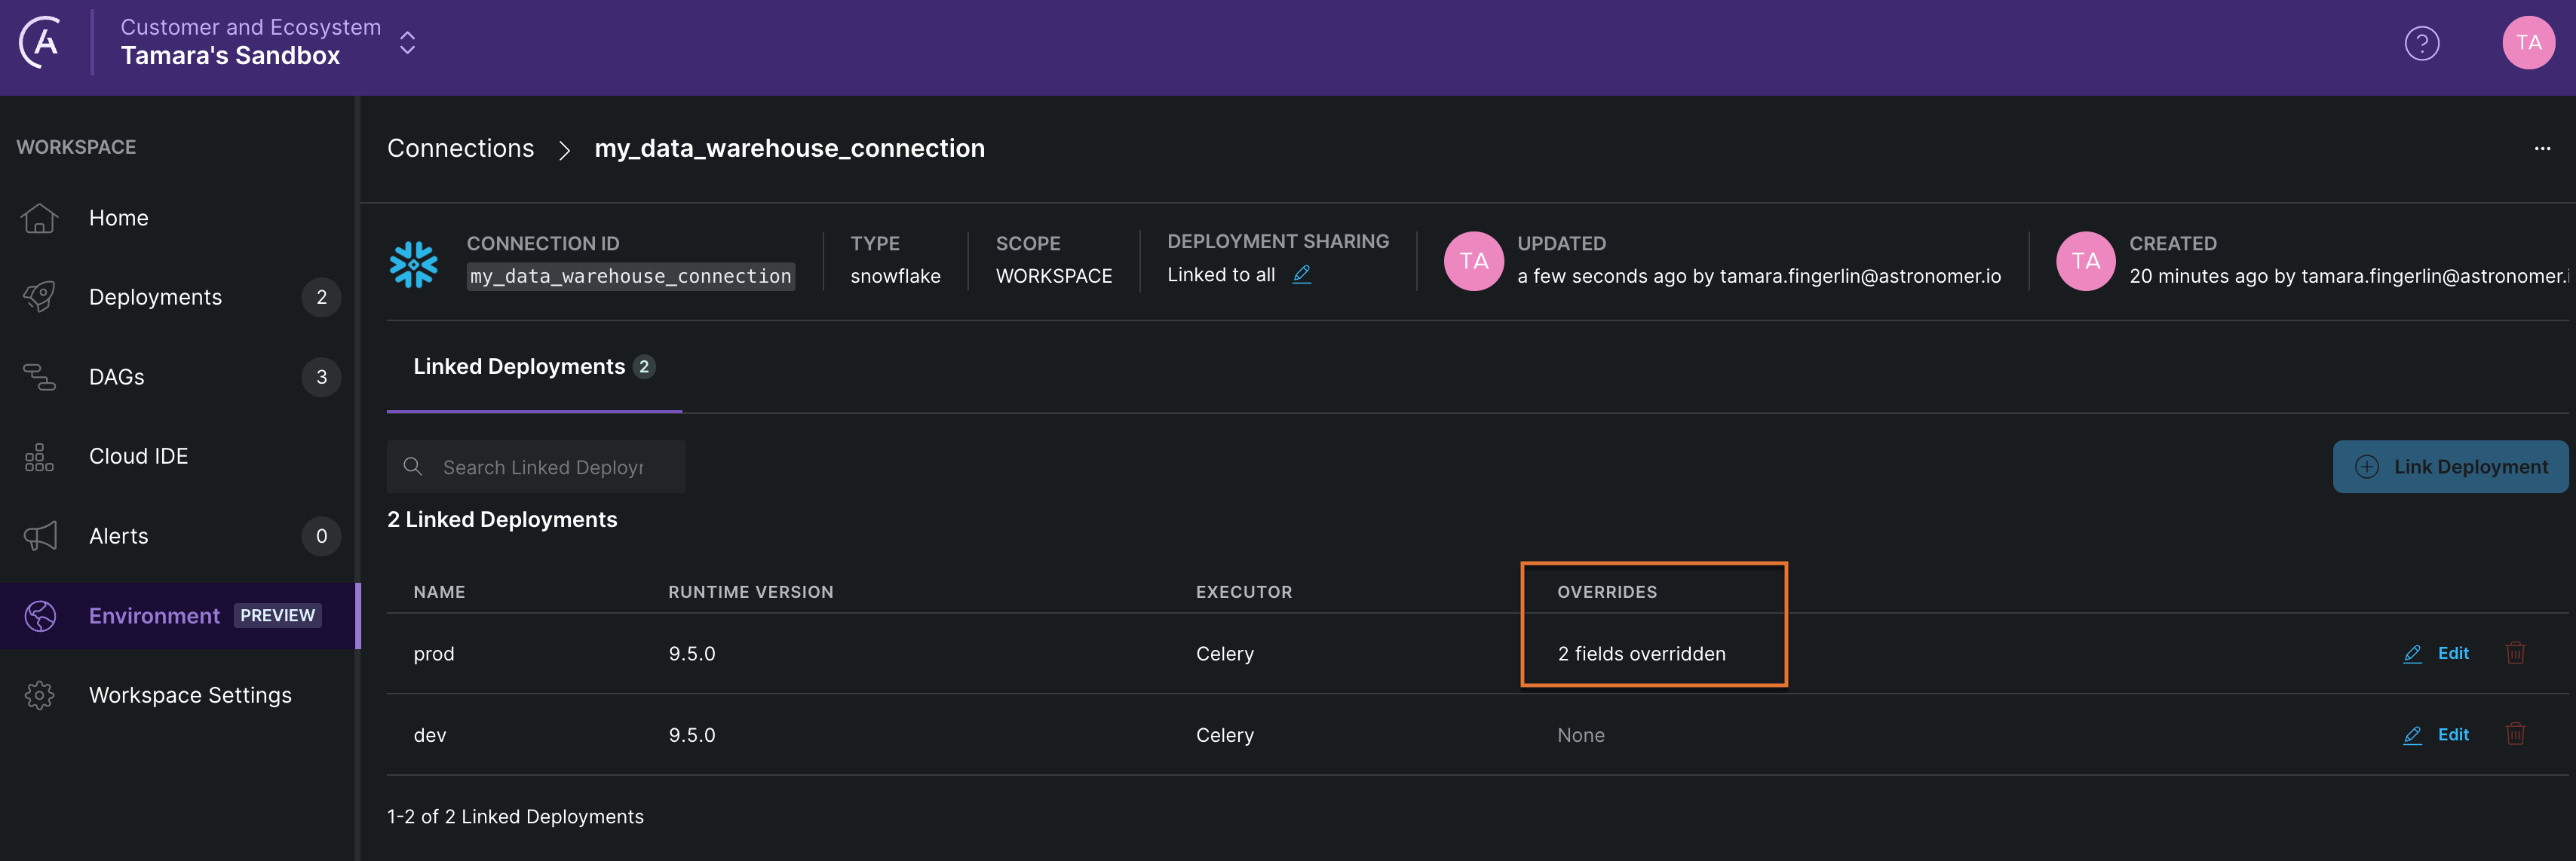 Customer and Ecosystem
Tamara's Sandbox
?
TA
WORKSPACE
Home
Deployments 2
DAGs 3
Cloud IDE
Alerts 0
Environment PREVIEW
Workspace Settings
Connections > my_data_warehouse_connection
...
CONNECTION ID
my_data_warehouse_connection
TYPE
snowflake
SCOPE
WORKSPACE
DEPLOYMENT SHARING
Linked to all
TA
UPDATED
a few seconds ago by tamara.fingerlin@astronomer.io
TA
CREATED
20 minutes ago by tamara.fingerlin@astronomer.i
Linked Deployments 2
Search Linked Deployr
Link Deployment
2 Linked Deployments
NAME RUNTIME VERSION EXECUTOR OVERRIDES
prod 9.5.0 Celery 2 fields overridden Edit
dev 9.5.0 Celery None Edit
1-2 of 2 Linked Deployments